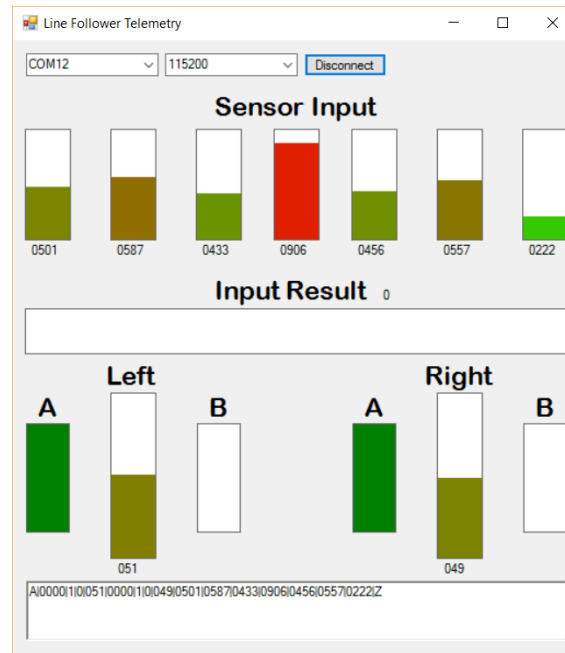 Line Follower Telemetry
COM12 115200 Disconnect
Sensor Input
0501 0587 0433 0906 0456 0557 0222
Input Result 0
Left Right
A B A B
051 049
A|0000|1|0|051|0000|1|0|049|0501|0587|0433|0906|0456|0557|0222|Z